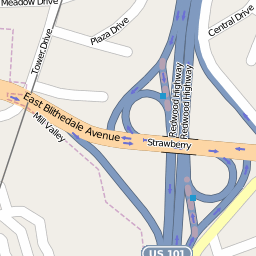 Meadow Drive
Plaza Drive
Tower Drive
Central Drive
Redwood Highway
Redwood Highway
East Blithedale Avenue
Mill Valley
Strawberry
US 101